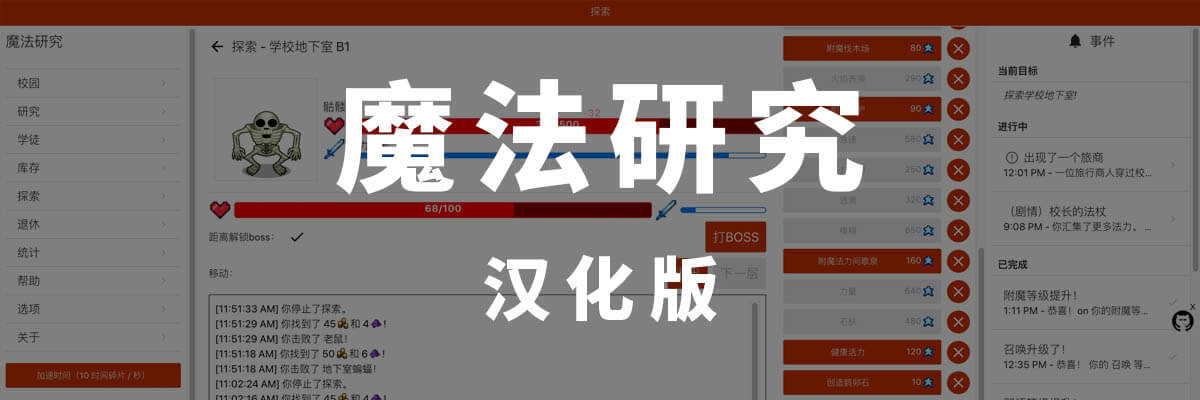 探索
魔法研究
校园
研究
学徒
库存
探索
退休
统计
帮助
选项
关于
加速时间（10 时间碎片 / 秒）
探索 - 学校地下室 B1
骷髅
32
68/100
距离解锁boss：
打BOSS
移动：
下一层
[11:51:33 AM] 你停止了探索。
[11:51:29 AM] 你找到了 45 和 4 ！
[11:51:29 AM] 你击败了 老鼠！
[11:51:18 AM] 你找到了 50 和 6 ！
[11:51:18 AM] 你击败了 地下室蝙蝠！
[11:02:24 AM] 你停止了探索。
魔法研究
汉化版
附魔伐木场 80
290
90
580
250
320
650
附魔法力间歇泉 160
力量 640
石肤 480
健康活力 120
创造鹅卵石 10
事件
当前目标
探索学校地下室!
进行中
出现了一个旅商
12:01 PM - 一位旅行商人穿过校...
（剧情）校长的法杖
9:08 PM - 你汇集了更多法力。 ...
已完成
附魔等级提升！
1:11 PM - 恭喜！on 你的附魔等...
召唤升级了！
12:35 PM - 恭喜！ 你的 召唤 等...
X